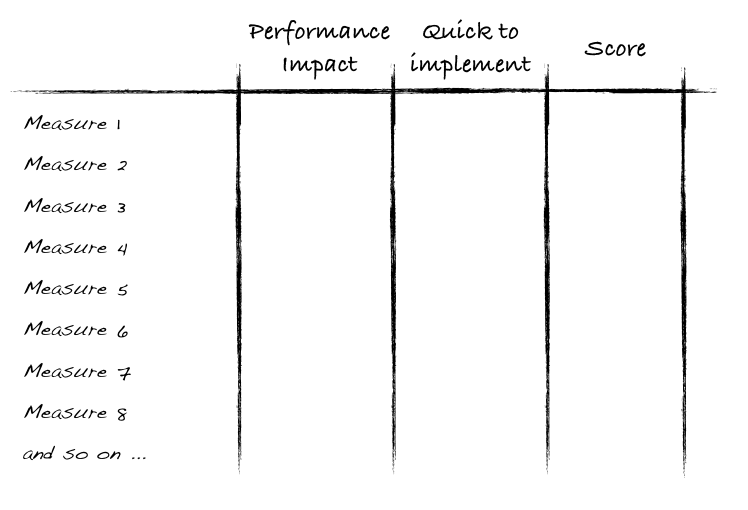 Performance Impact
Quick to implement
Score
Measure 1
Measure 2
Measure 3
Measure 4
Measure 5
Measure 6
Measure 7
Measure 8
and so on ...